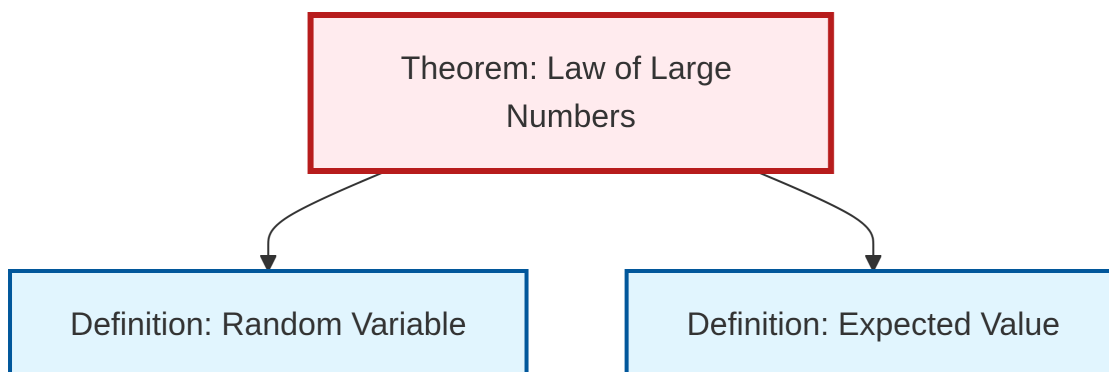 Theorem: Law of Large
Numbers
Definition: Random Variable
Definition: Expected Value